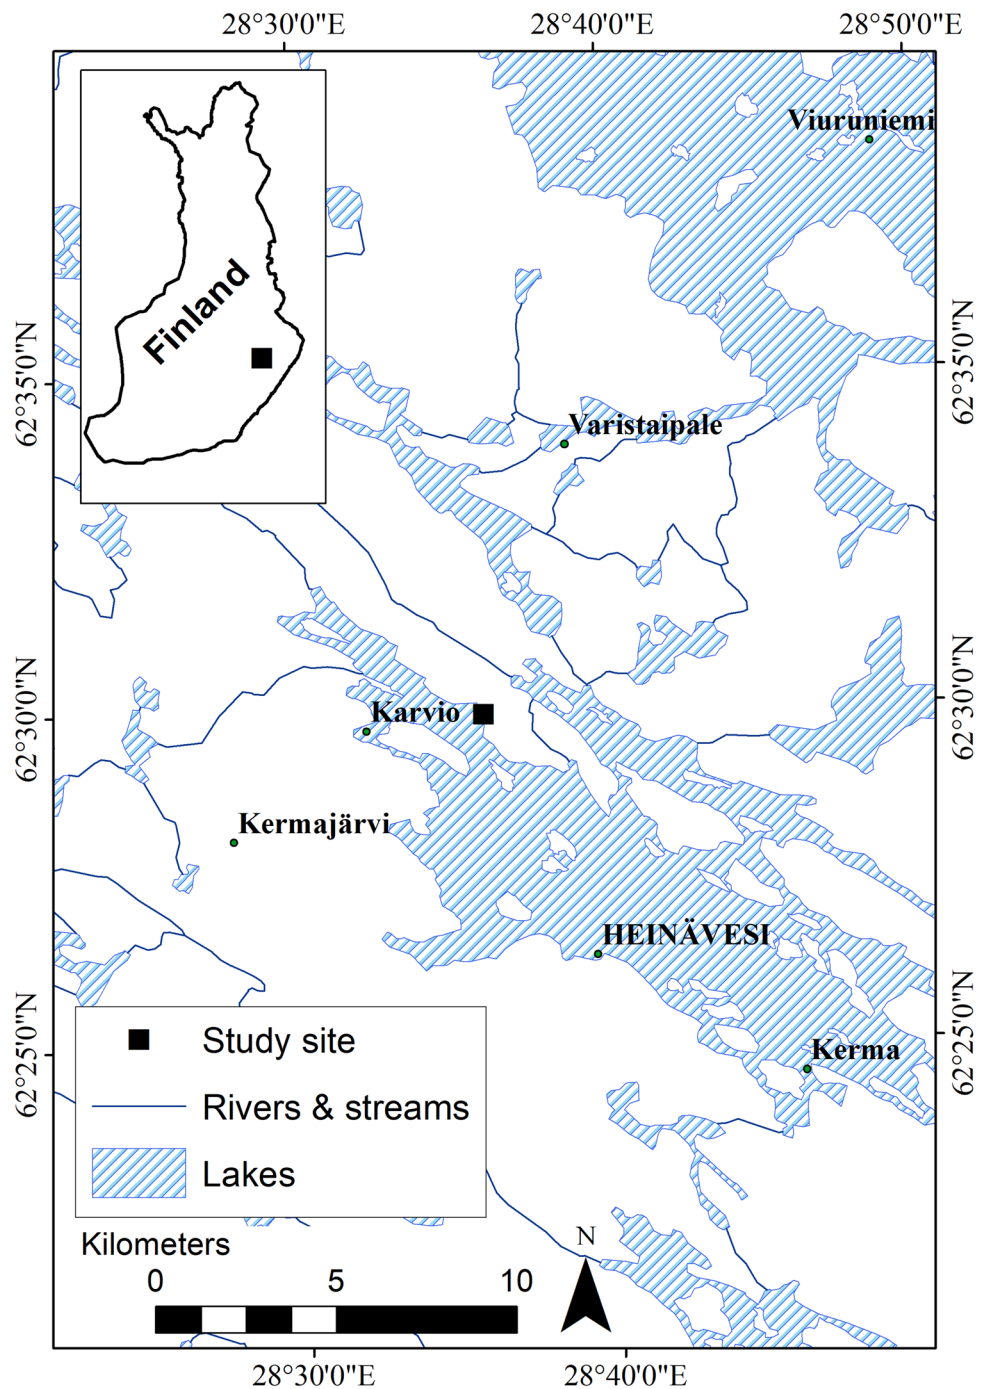 28°30'0"E 28°40'0"E 28°50'0"E
Viuruniemi
Finland
62°35'0"N
62°35'0"N
Varistaipale
62°30'0"N
62°30'0"N
Karvio
Kermajärvi
HEINÄVESI
62°25'0"N
62°25'0"N
Kerma
Study site
Rivers & streams
Lakes
Kilometers
0 5 10
N
28°30'0"E 28°40'0"E